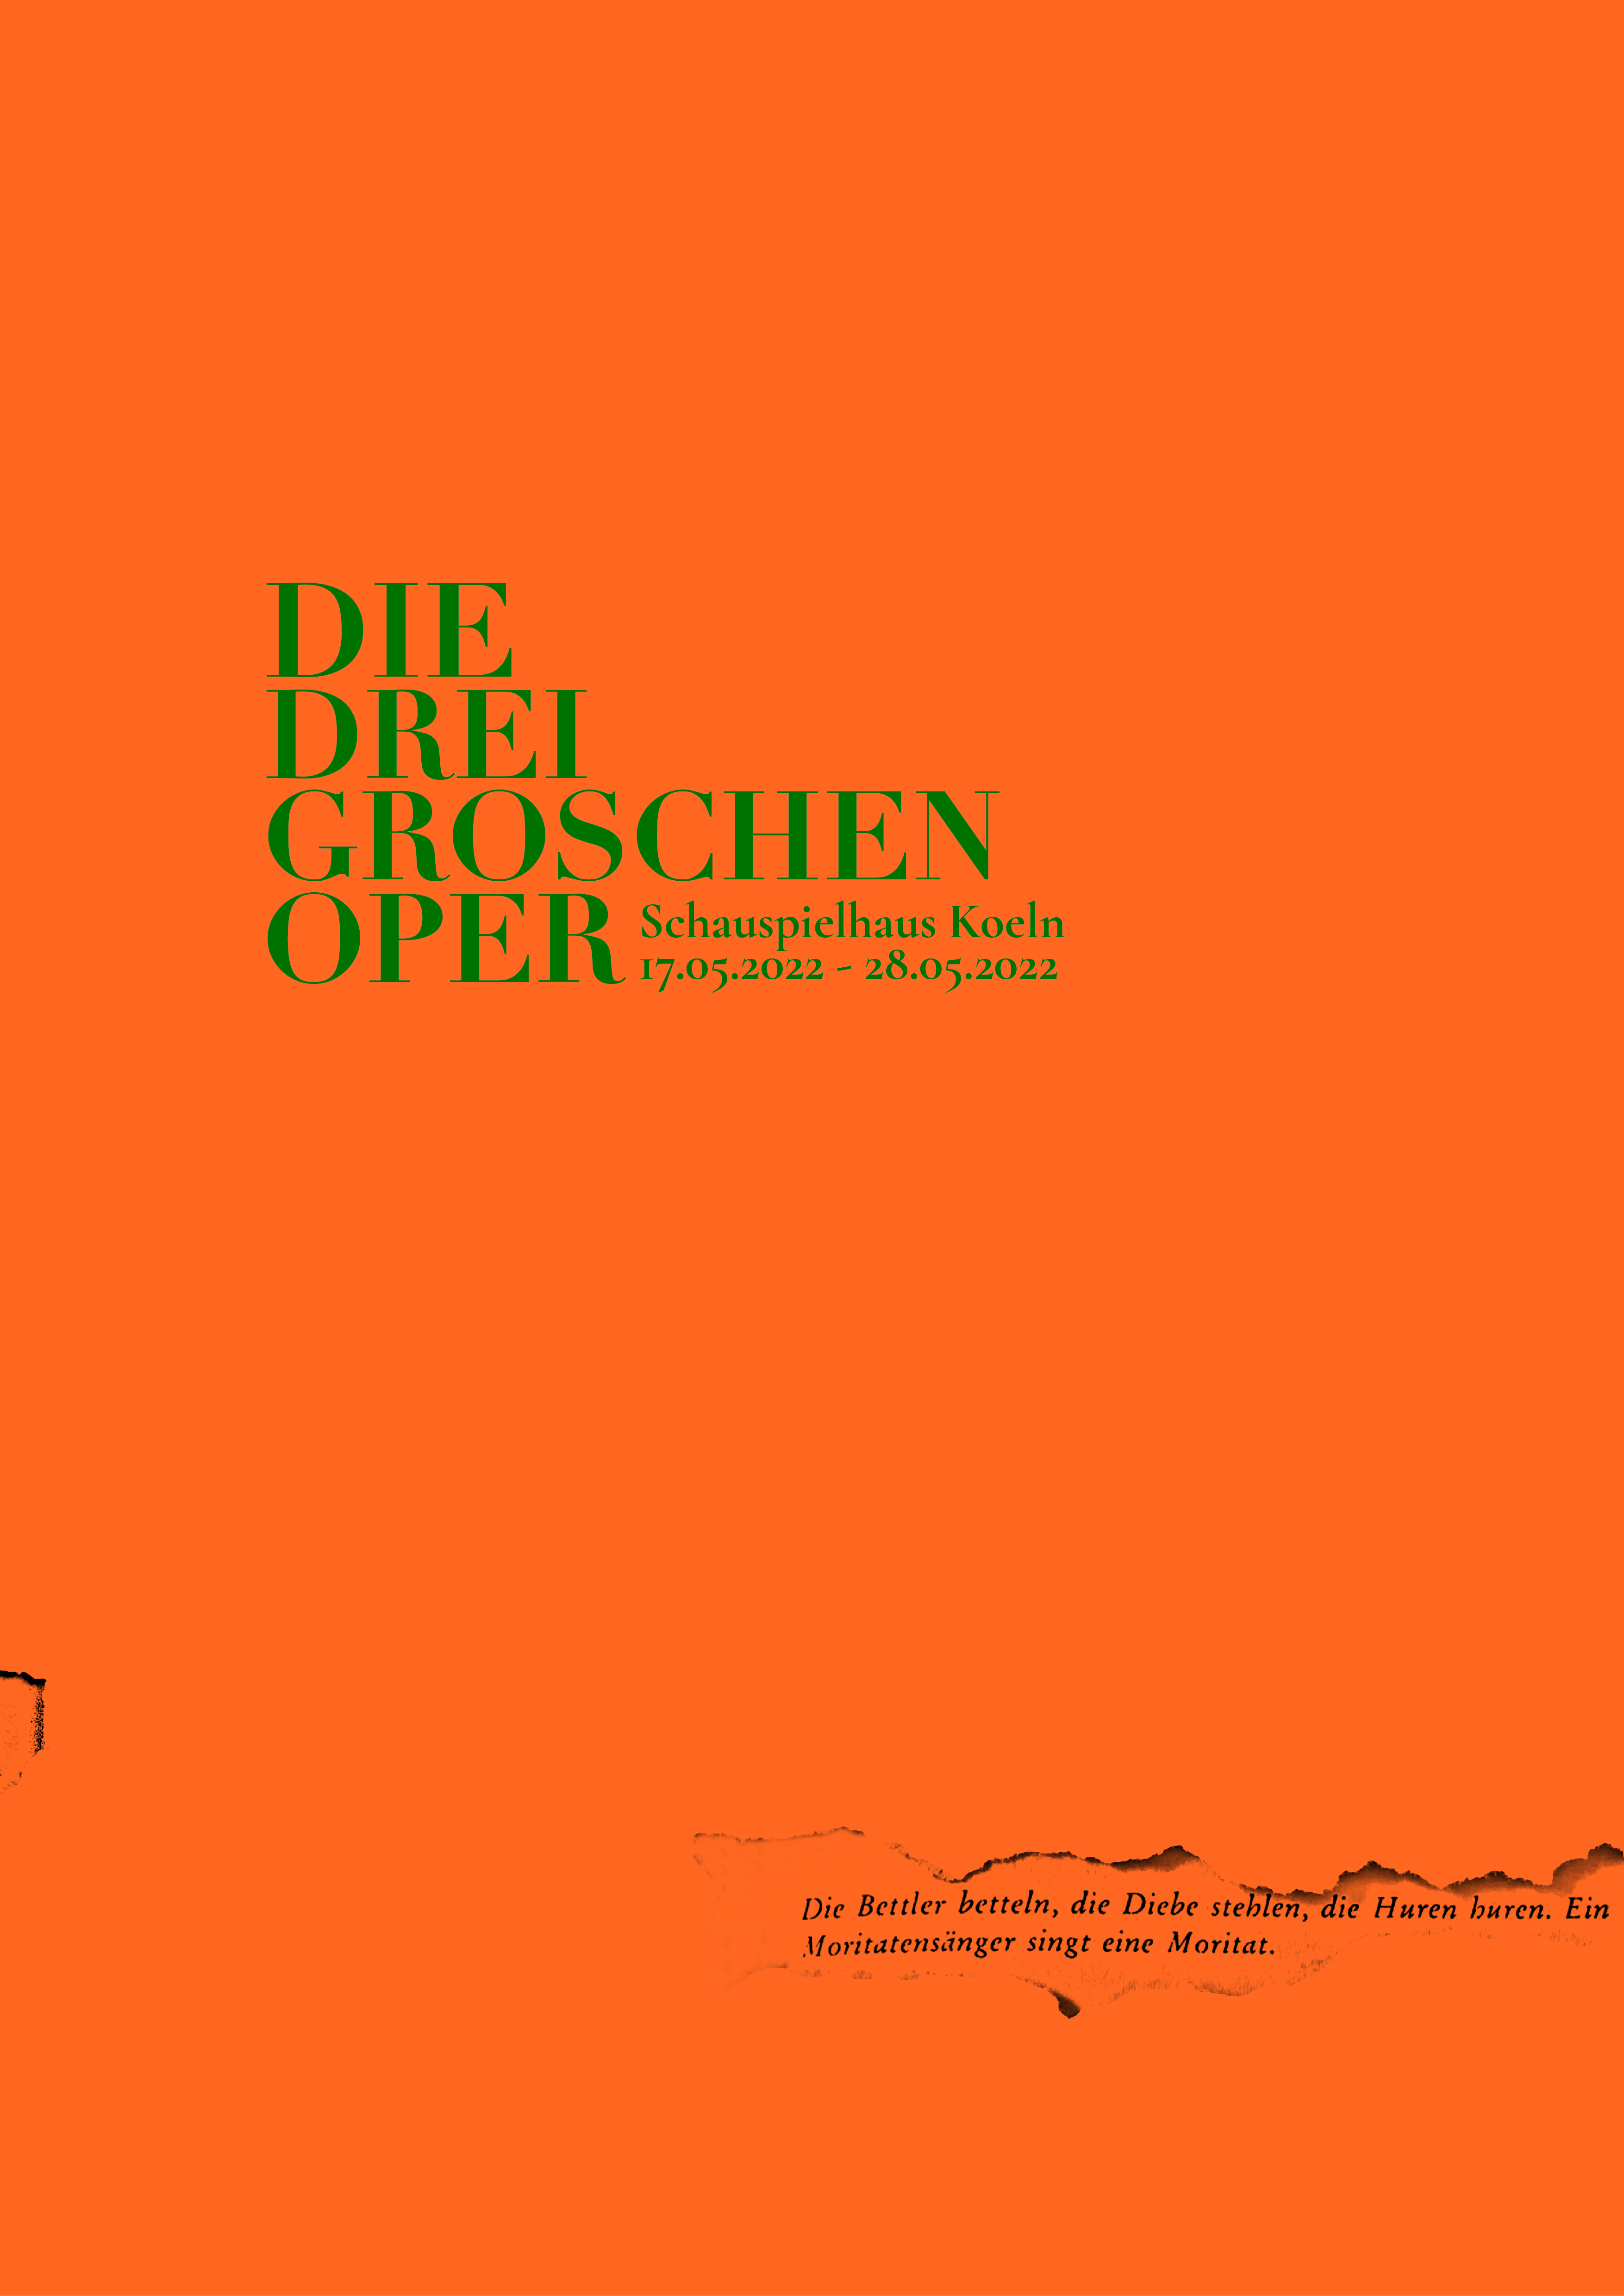 DIE
DREI
GROSCHEN
OPER
Schauspielhaus Koeln
17.05.2022 - 28.05.2022
Die Bettler betteln, die Diebe stehlen, die Huren huren. Ein
Moritatensänger singt eine Moritat.